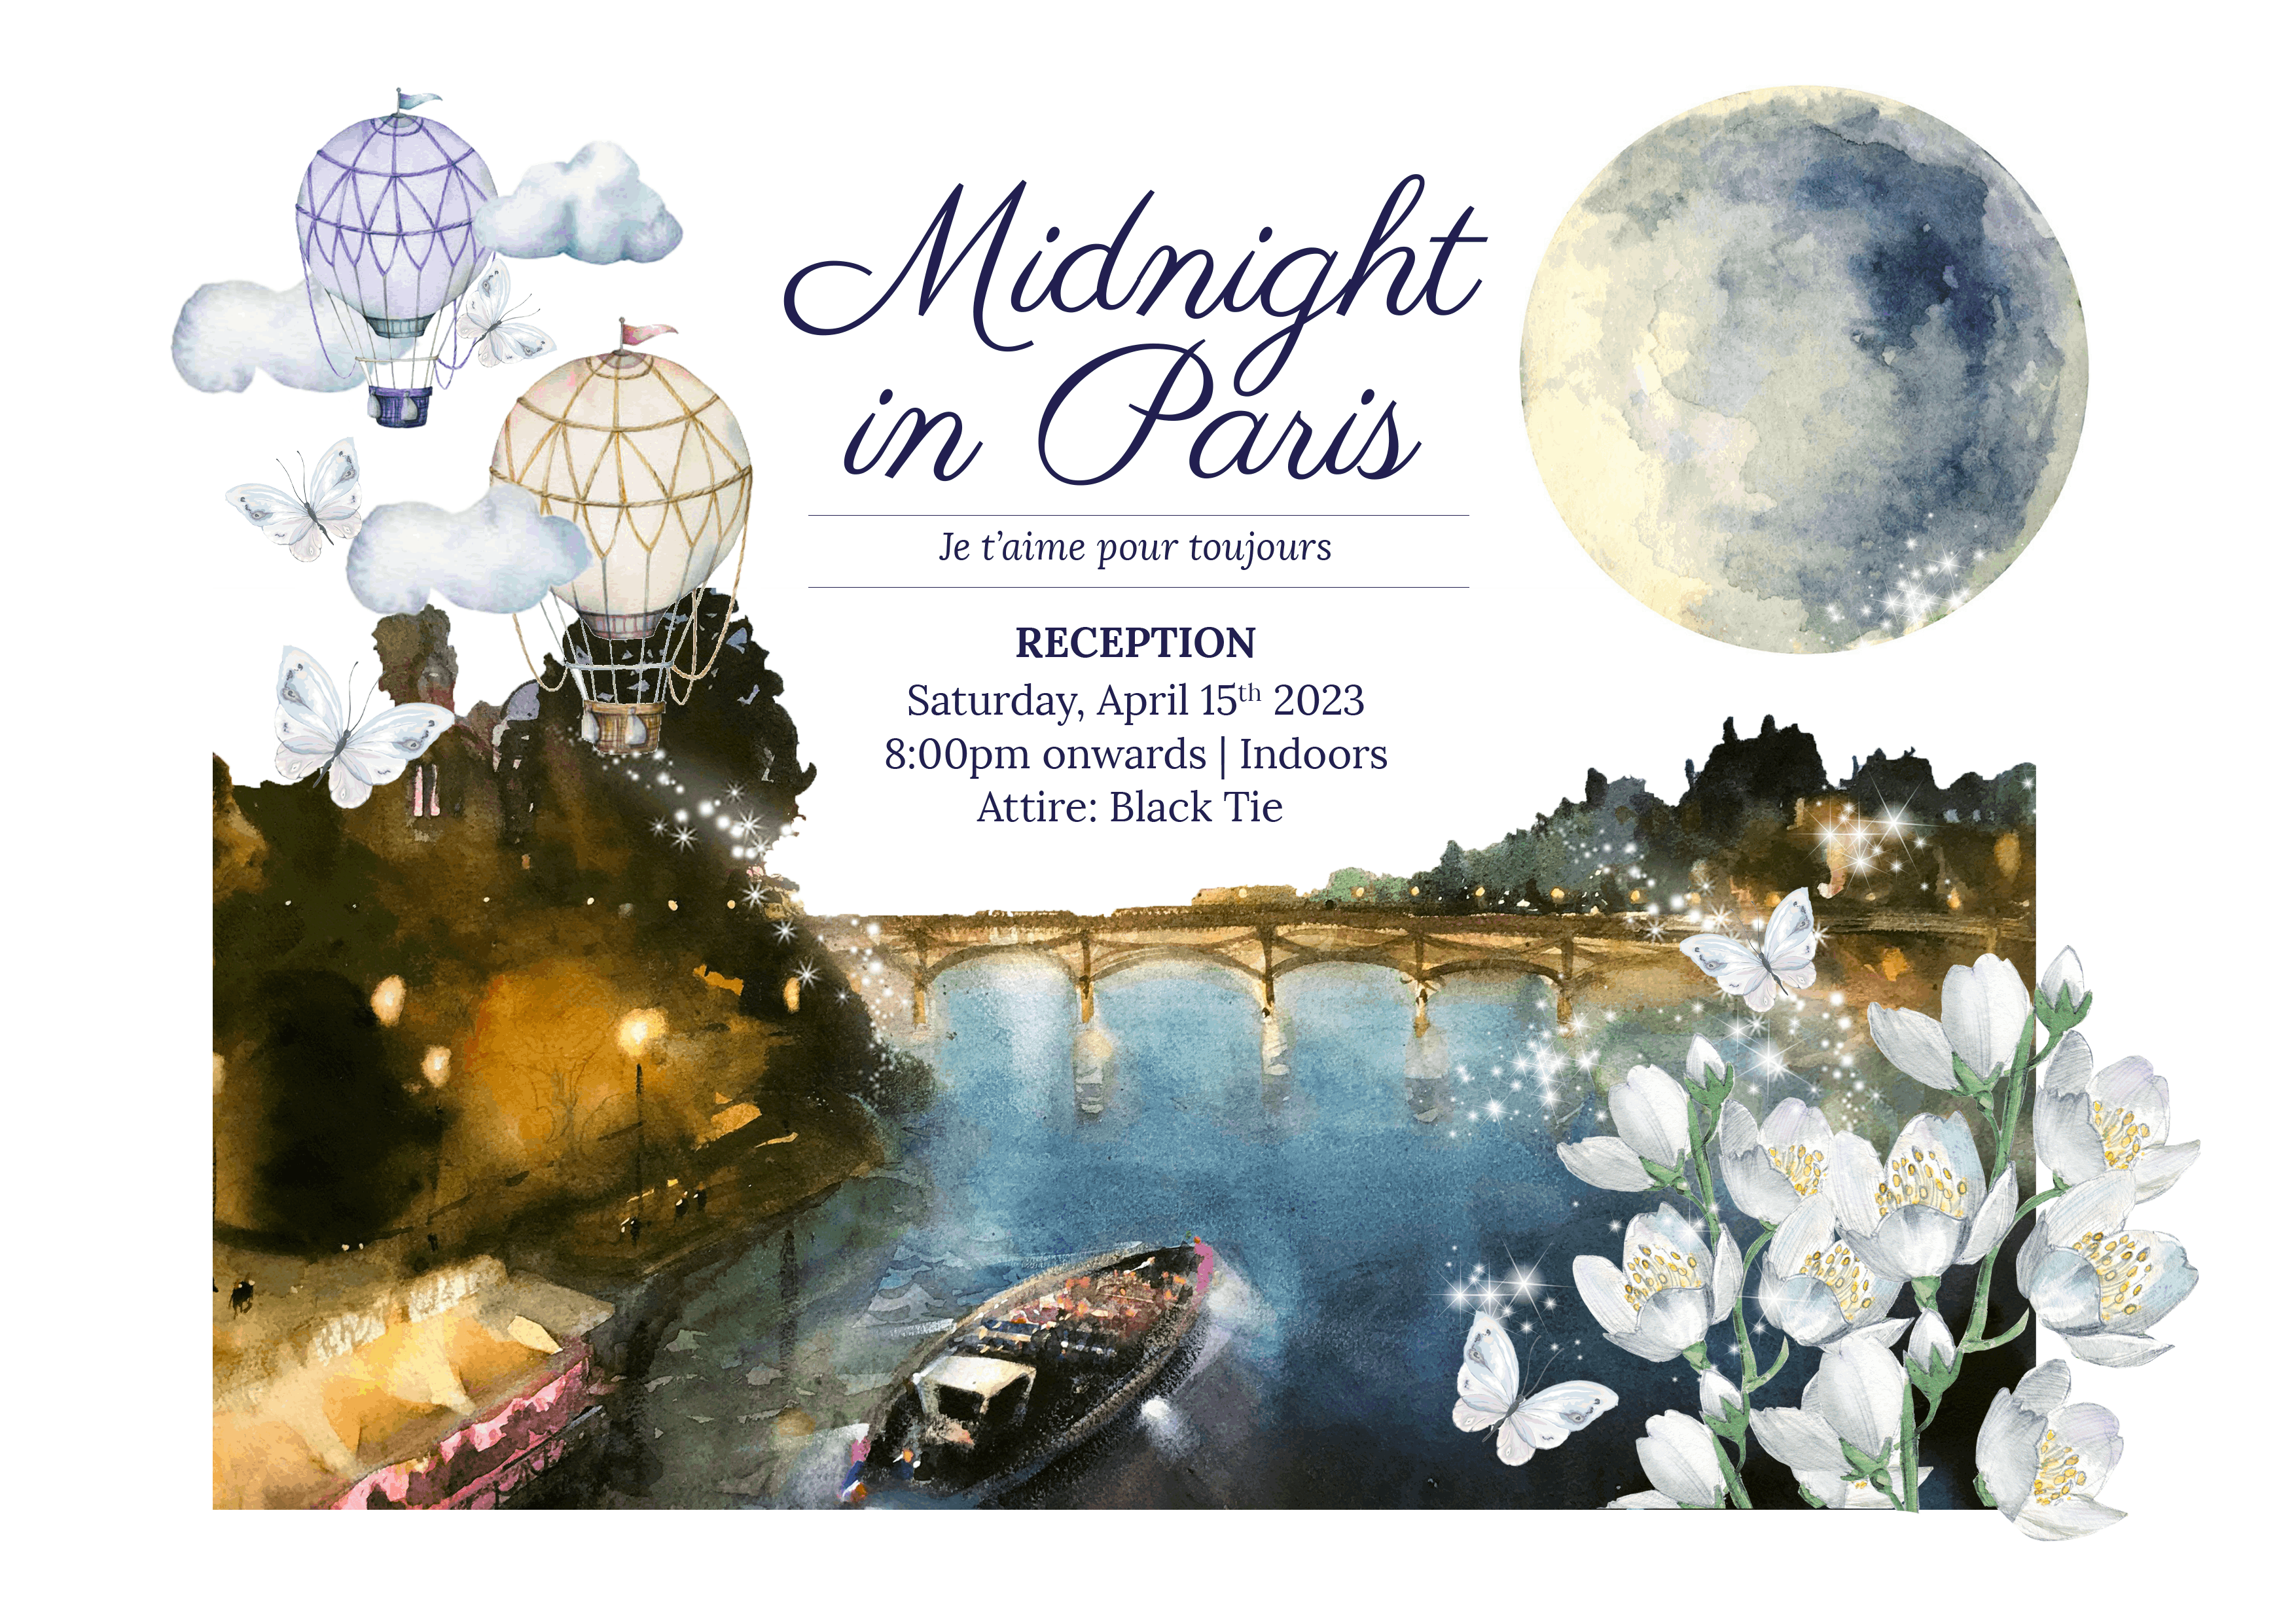 Midnight
in Paris
Je t’aime pour toujours
RECEPTION
Saturday, April 15th 2023
8:00pm onwards | Indoors
Attire: Black Tie